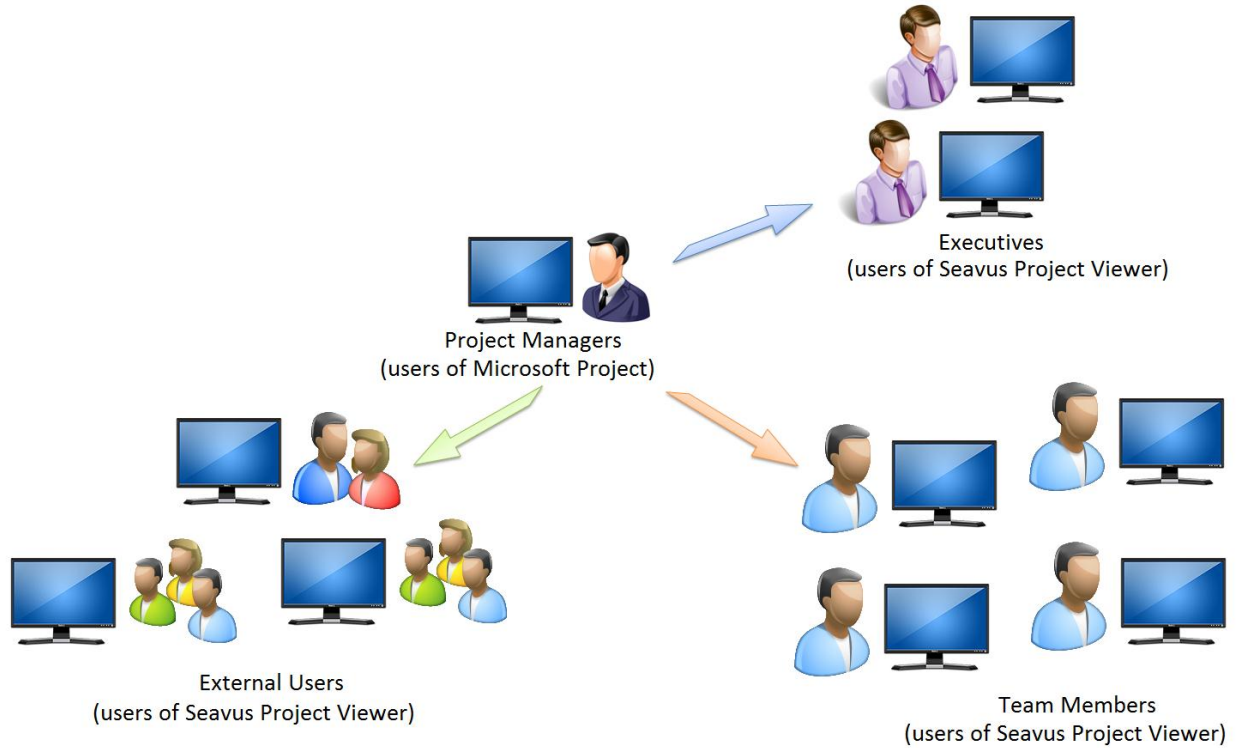 Executives
(users of Seavus Project Viewer)
Project Managers
(users of Microsoft Project)
External Users
(users of Seavus Project Viewer)
Team Members
(users of Seavus Project Viewer)